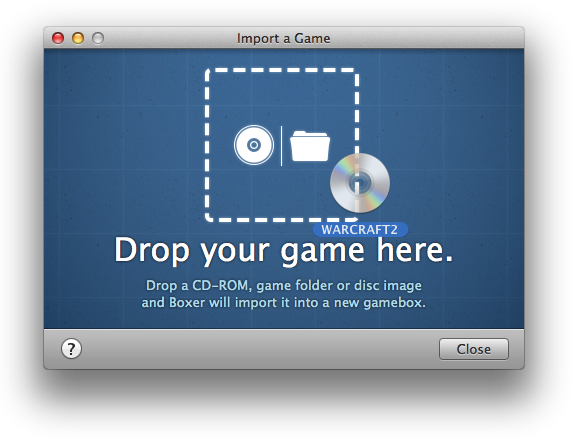 Import a Game
WARCRAFT2
Drop your game here.
Drop a CD-ROM, game folder or disc image
and Boxer will import it into a new gamebox.
?
Close